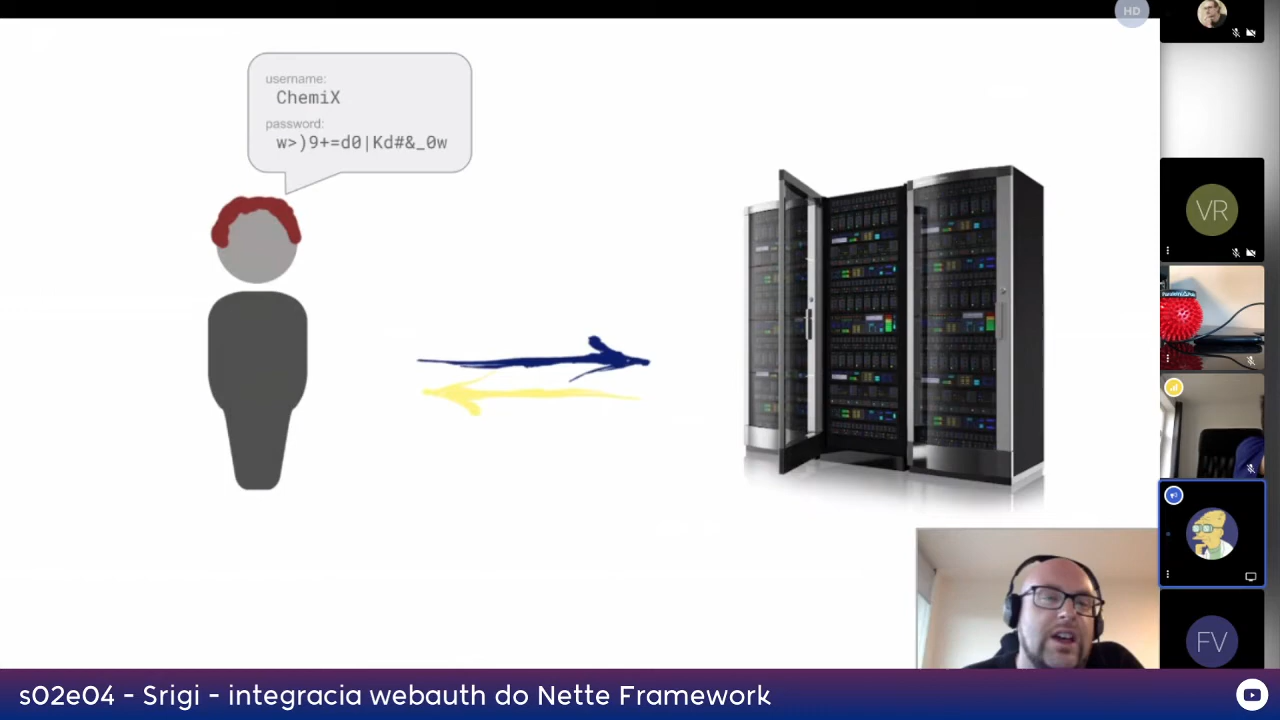 HD
username:
ChemiX
password:
w>)9+=d0|Kd#&_0w
VR
FV
s02e04 - Srigi - integracia webauth do Nette Framework